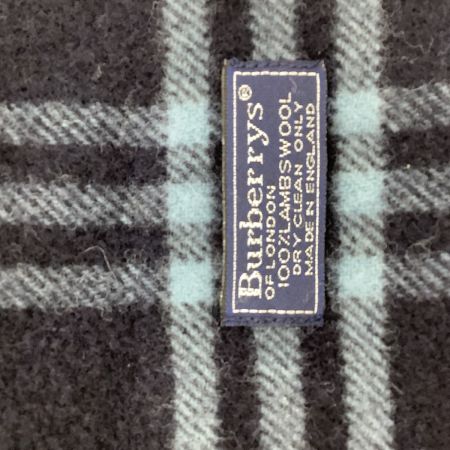 Burberrys®
OF LONDON
100%LAMBSWOOL
DRY CLEAN ONLY
MADE IN ENGLAND